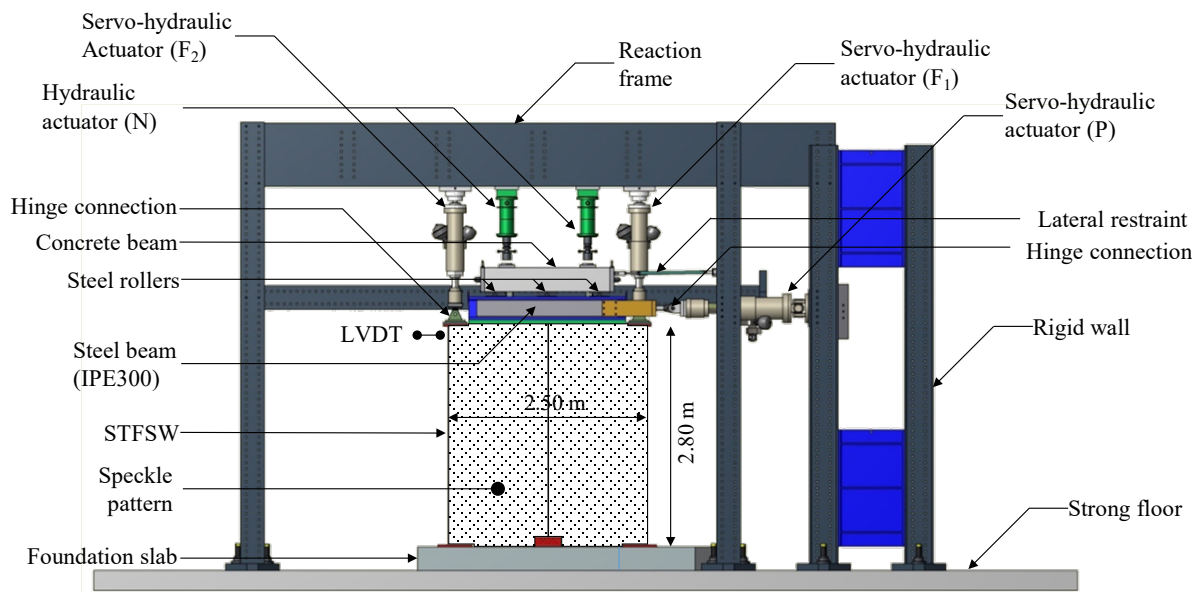 Servo-hydraulic
Actuator (F₂)
Reaction
frame
Servo-hydraulic
actuator (F₁)
Hydraulic
actuator (N)
Servo-hydraulic
actuator (P)
Hinge connection
Lateral restraint
Concrete beam
Hinge connection
Steel rollers
LVDT
Rigid wall
Steel beam
(IPE300)
2.50 m
2.80 m
STFSW
Speckle
pattern
Strong floor
Foundation slab